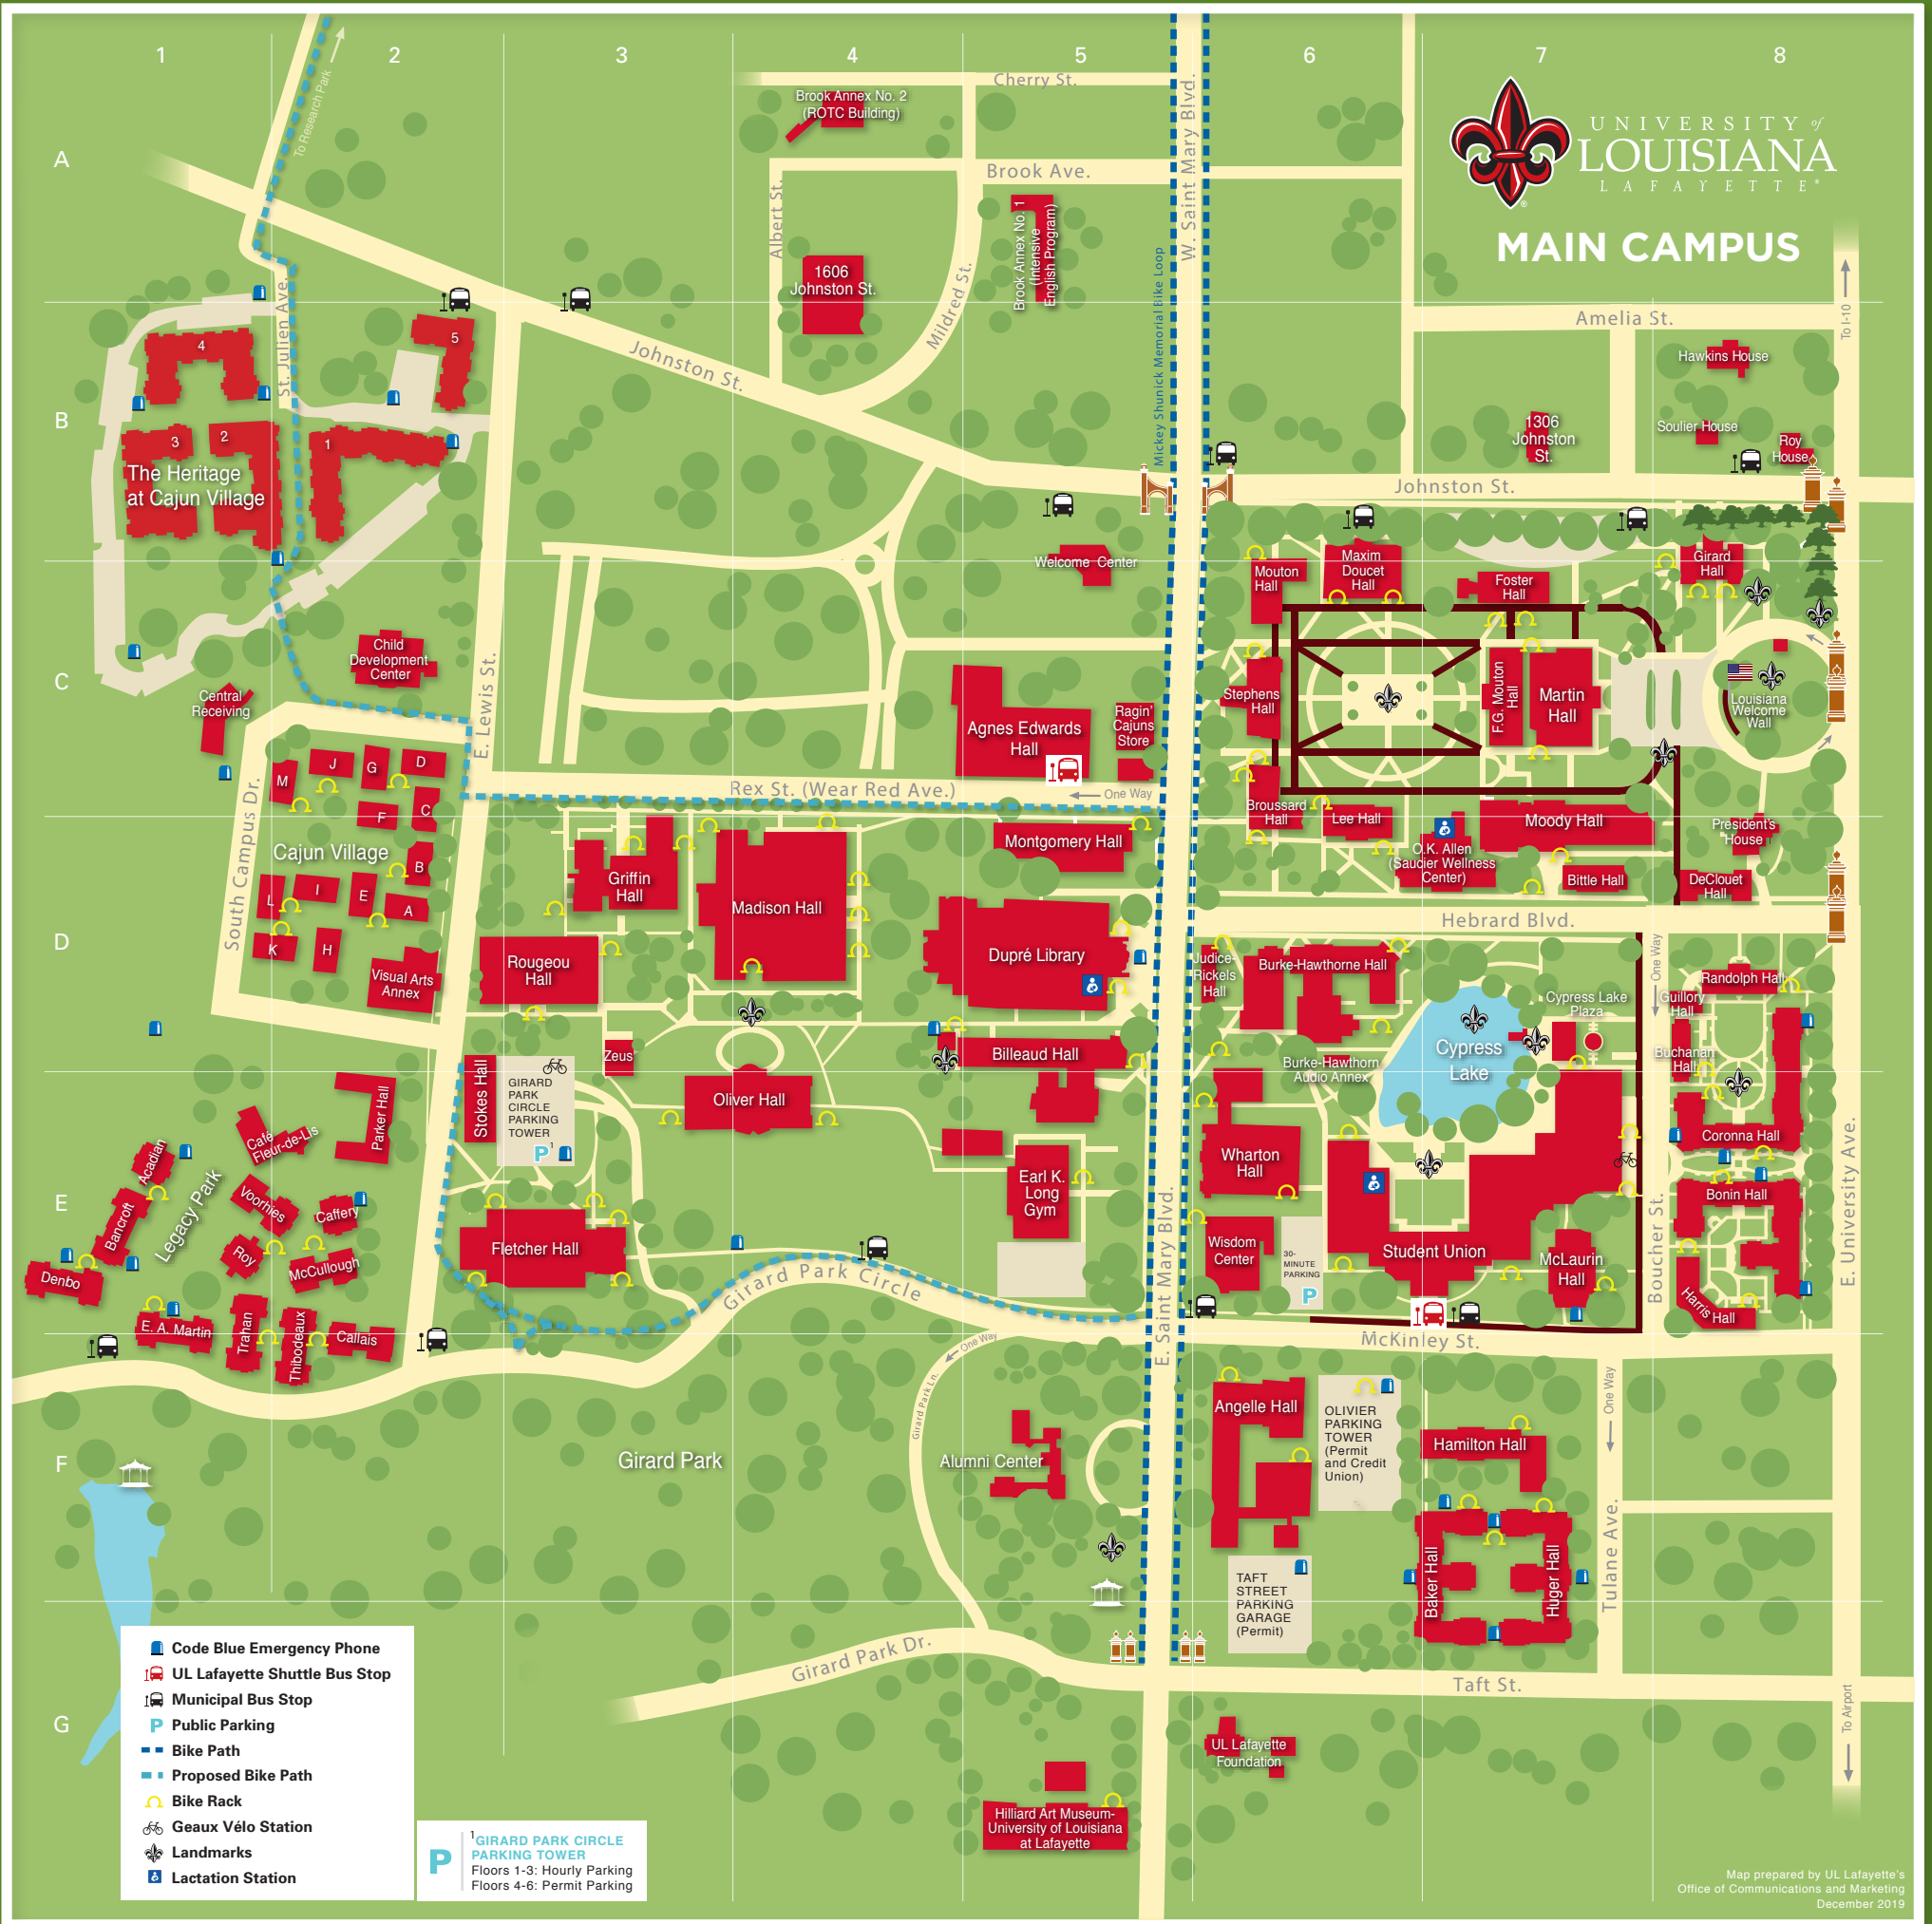 1
2
3
4
5
6
7
8
A
B
C
D
E
F
G
UNIVERSITY of
LOUISIANA
LAFAYETTE®
MAIN CAMPUS
To Research Park
Cherry St.
Brook Annex No. 2
(ROTC Building)
Brook Ave.
Albert St.
W. Saint Mary Blvd.
Brook Annex No. 1
(Intensive
English Program)
1606
Johnston St.
Mildred St.
Mickey Shunick Memorial Bike Loop
To I-10
Amelia St.
Hawkins House
1306
Johnston
St.
Soulier House
Roy
House
Johnston St.
Johnston St.
St. Julien Ave.
4
5
3
2
1
The Heritage
at Cajun Village
Welcome Center
Mouton
Hall
Maxim
Doucet
Hall
Foster
Hall
Girard
Hall
Child
Development
Center
Central
Receiving
E. Lewis St.
Agnes Edwards
Hall
Ragin'
Cajuns
Store
Stephens
Hall
F.G. Mouton
Hall
Martin
Hall
Louisiana
Welcome
Wall
Rex St. (Wear Red Ave.)
One Way
M
J
G
D
F
C
Cajun Village
B
L
I
E
A
K
H
South Campus Dr.
Visual Arts
Annex
Broussard
Hall
Lee Hall
Moody Hall
O.K. Allen
(Saucier Wellness
Center)
Bittle Hall
President's
House
DeClouet
Hall
Griffin
Hall
Madison Hall
Montgomery Hall
Dupré Library
Rougeou
Hall
Hebrard Blvd.
Judice-
Rickels
Hall
Burke-Hawthorne Hall
One Way
Randolph Hall
Guillory
Hall
Cypress Lake
Plaza
Cypress
Lake
Buchanan
Hall
Burke-Hawthorn
Audio Annex
Zeus
Billeaud Hall
Stokes Hall
GIRARD
PARK
CIRCLE
PARKING
TOWER
P 1
Oliver Hall
Parker Hall
Café
Fleur-de-Lis
Acadian
Bancroft
Legacy Park
Voorhies
Caffery
Roy
McCullough
Denbo
E. A. Martin
Trahan
Thibodeaux
Callais
Fletcher Hall
Girard Park Circle
Earl K.
Long
Gym
E. Saint Mary Blvd.
Wharton
Hall
Wisdom
Center
30-
MINUTE
PARKING
P
Student Union
McLaurin
Hall
Boucher St.
Coronna Hall
Bonin Hall
Harris Hall
E. University Ave.
McKinley St.
One Way
Girard Park Ln.
Alumni Center
Girard Park
Angelle Hall
OLIVIER
PARKING
TOWER
(Permit
and Credit
Union)
Hamilton Hall
One Way
Tulane Ave.
Baker Hall
Huger Hall
TAFT
STREET
PARKING
GARAGE
(Permit)
Girard Park Dr.
Taft St.
To Airport
UL Lafayette
Foundation
Hilliard Art Museum-
University of Louisiana
at Lafayette
Code Blue Emergency Phone
UL Lafayette Shuttle Bus Stop
Municipal Bus Stop
P Public Parking
Bike Path
Proposed Bike Path
Bike Rack
Geaux Vélo Station
Landmarks
Lactation Station
P
1 GIRARD PARK CIRCLE
PARKING TOWER
Floors 1-3: Hourly Parking
Floors 4-6: Permit Parking
Map prepared by UL Lafayette's
Office of Communications and Marketing
December 2019